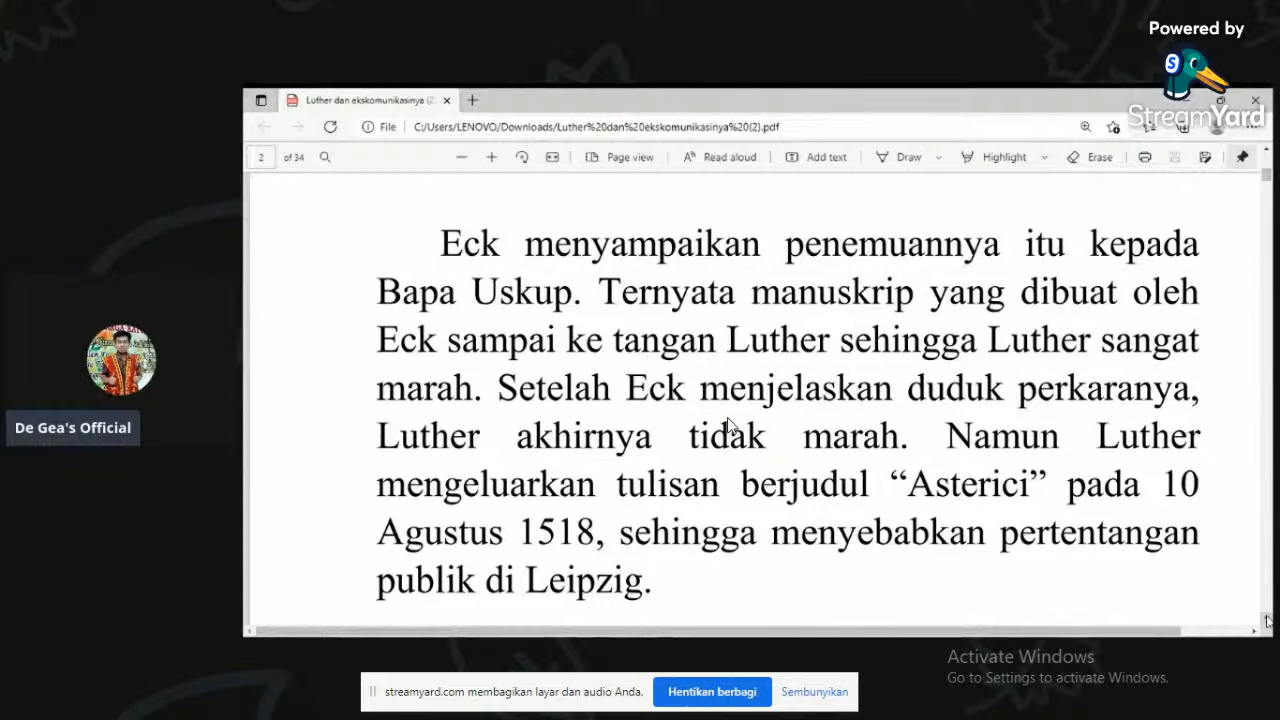 Powered by
StreamYard
Luther dan ekskomunikasinya (2
File
C:/Users/LENOVO/Downloads/Luther%20dan%20ekskomunikasinya%20(2).pdf
2 of 34
Page view
Read aloud
Add text
Draw
Highlight
Erase
Eck menyampaikan penemuannya itu kepada
Bapa Uskup. Ternyata manuskrip yang dibuat oleh
Eck sampai ke tangan Luther sehingga Luther sangat
marah. Setelah Eck menjelaskan duduk perkaranya,
Luther akhirnya tidak marah. Namun Luther
mengeluarkan tulisan berjudul “Asterici” pada 10
Agustus 1518, sehingga menyebabkan pertentangan
publik di Leipzig.
De Gea's Official
Activate Windows
Go to Settings to activate Windows.
streamyard.com membagikan layar dan audio Anda.
Hentikan berbagi
Sembunyikan